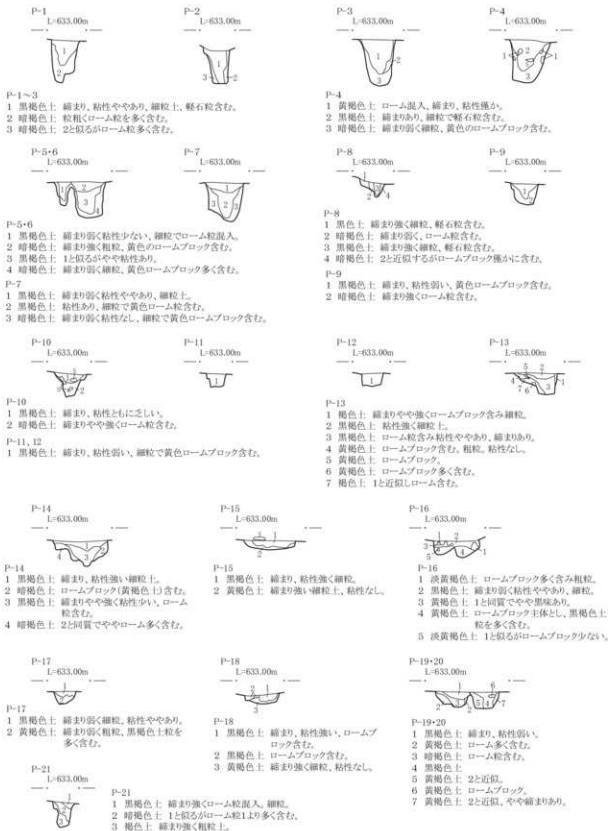 P-1
L=633.00m
P-2
P-1～3
1 黒褐色土 締まり、粘性ややあり、細粒土、軽石粒含む。
2 暗褐色土 粒粗くローム粒を多く含む。
3 暗褐色土 2と似るがローム粒多く含む。
P-3
L=633.00m
P-4
P-4
1 黄褐色土 ローム混入、締まり、粘性僅か。
2 黒褐色土 締まりあり、細粒で軽石粒含む。
3 暗褐色土 締まり弱く細粒、黄色のロームブロック含む。
P-5・6
L=633.00m
P-7
P-5・6
1 黒褐色土 締まり弱く粘性少ない、細粒でローム粒混入。
2 暗褐色土 締まり強く粗粒、黄色のロームブロック含む。
3 黒褐色土 1と似るがやや粘性あり。
4 暗褐色土 締まり弱く細粒、黄色ロームブロック多く含む。
P-7
1 黒褐色土 締まり弱く粘性ややあり、細粒土。
2 黒褐色土 粘性あり、細粒で黄色ローム粒含む。
3 暗褐色土 締まり弱く粘性なし、細粒で黄色ロームブロック含む。
P-8
L=633.00m
P-9
P-8
1 黒色土 締まり強く細粒、軽石粒含む。
2 暗褐色土 締まり弱く、ローム粒含む。
3 黒褐色土 締まり強く細粒、軽石粒含む。
4 暗褐色土 2と近似するがロームブロック僅かに含む。
P-9
1 黒褐色土 締まり、粘性弱い、黄色ロームブロック含む。
2 暗褐色土 締まり強くローム粒含む。
P-10
L=633.00m
P-11
P-10
1 黒褐色土 締まり、粘性ともに乏しい。
2 暗褐色土 締まりやや強くローム粒含む。
P-11、12
1 黒褐色土 締まり、粘性弱い、細粒で黄色ロームブロック含む。
P-12
L=633.00m
P-13
P-13
1 褐色土 締まりやや強くロームブロック含み細粒。
2 黒褐色土 粘性強く細粒土。
3 黒褐色土 ローム粒含み粘性ややあり、締まりあり。
4 黄褐色土 ロームブロック含む、粗粒。粘性なし。
5 黄褐色土 ロームブロック。
6 黄褐色土 ロームブロック多く含む。
7 褐色土 1と近似しローム含む。
P-14
L=633.00m
P-14
1 黒褐色土 締まり、粘性強い細粒土。
2 暗褐色土 ロームブロック(黄褐色土)含む。
3 黒褐色土 締まりやや強く粘性少ない、ローム
粒含む。
4 暗褐色土 2と同質でややローム多く含む。
P-15
L=633.00m
P-15
1 黒褐色土 締まり、粘性強く細粒。
2 黄褐色土 締まり強い細粒土、粘性なし。
P-16
L=633.00m
P-16
1 淡黄褐色土 ロームブロック多く含み粗粒。
2 黒褐色土 締まり弱く粘性ややあり、細粒。
3 黄褐色土 1と同質でやや黒味あり。
4 黄褐色土 ロームブロック主体とし、黒褐色土
粒を多く含む。
5 淡黄褐色土 1と似るがロームブロック少ない。
P-17
L=633.00m
P-17
1 黒褐色土 締まり弱く細粒、粘性ややあり。
2 黄褐色土 締まり弱く粗粒、黒褐色土粒を
多く含む。
P-18
L=633.00m
P-18
1 黒褐色土 締まり、粘性強い、ロームブ
ロック含む。
2 黒褐色土 ロームブロック含む。
3 黄褐色土 締まり強く細粒、粘性なし。
P-19・20
L=633.00m
P-19・20
1 黒褐色土 締まり、粘性弱い。
2 黄褐色土 ローム多く含む。
3 暗褐色土 ローム粒含む。
4 黒褐色土
5 黄褐色土 2と近似。
6 黄褐色土 ロームブロック。
7 黄褐色土 2と近似、やや締まりあり。
P-21
L=633.00m
P-21
1 黒褐色土 締まり強くローム粒混入。細粒。
2 暗褐色土 1と似るがローム粒1より多く含む。
3 褐色土 締まり強く粗粒土。